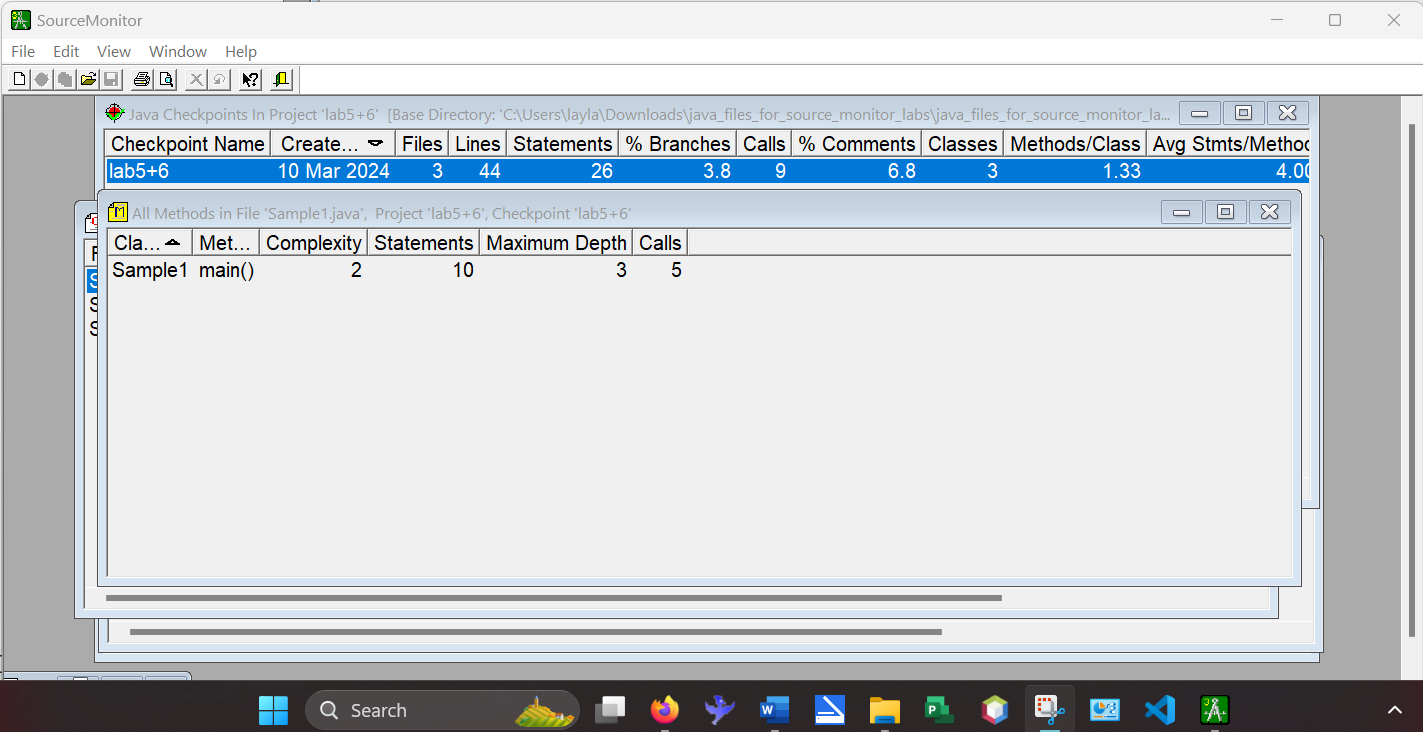 SourceMonitor
File Edit View Window Help
Java Checkpoints In Project 'lab5+6' [Base Directory: 'C:\Users\layla\Downloads\java_files_for_source_monitor_labs\java_files_for_source_monitor_la...
Checkpoint Name Create... Files Lines Statements % Branches Calls % Comments Classes Methods/Class Avg Stmts/Method
lab5+6 10 Mar 2024 3 44 26 3.8 9 6.8 3 1.33 4.00
All Methods in File 'Sample1.java', Project 'lab5+6', Checkpoint 'lab5+6'
Cla... Met... Complexity Statements Maximum Depth Calls
Sample1 main() 2 10 3 5
F
S
S
S
Search